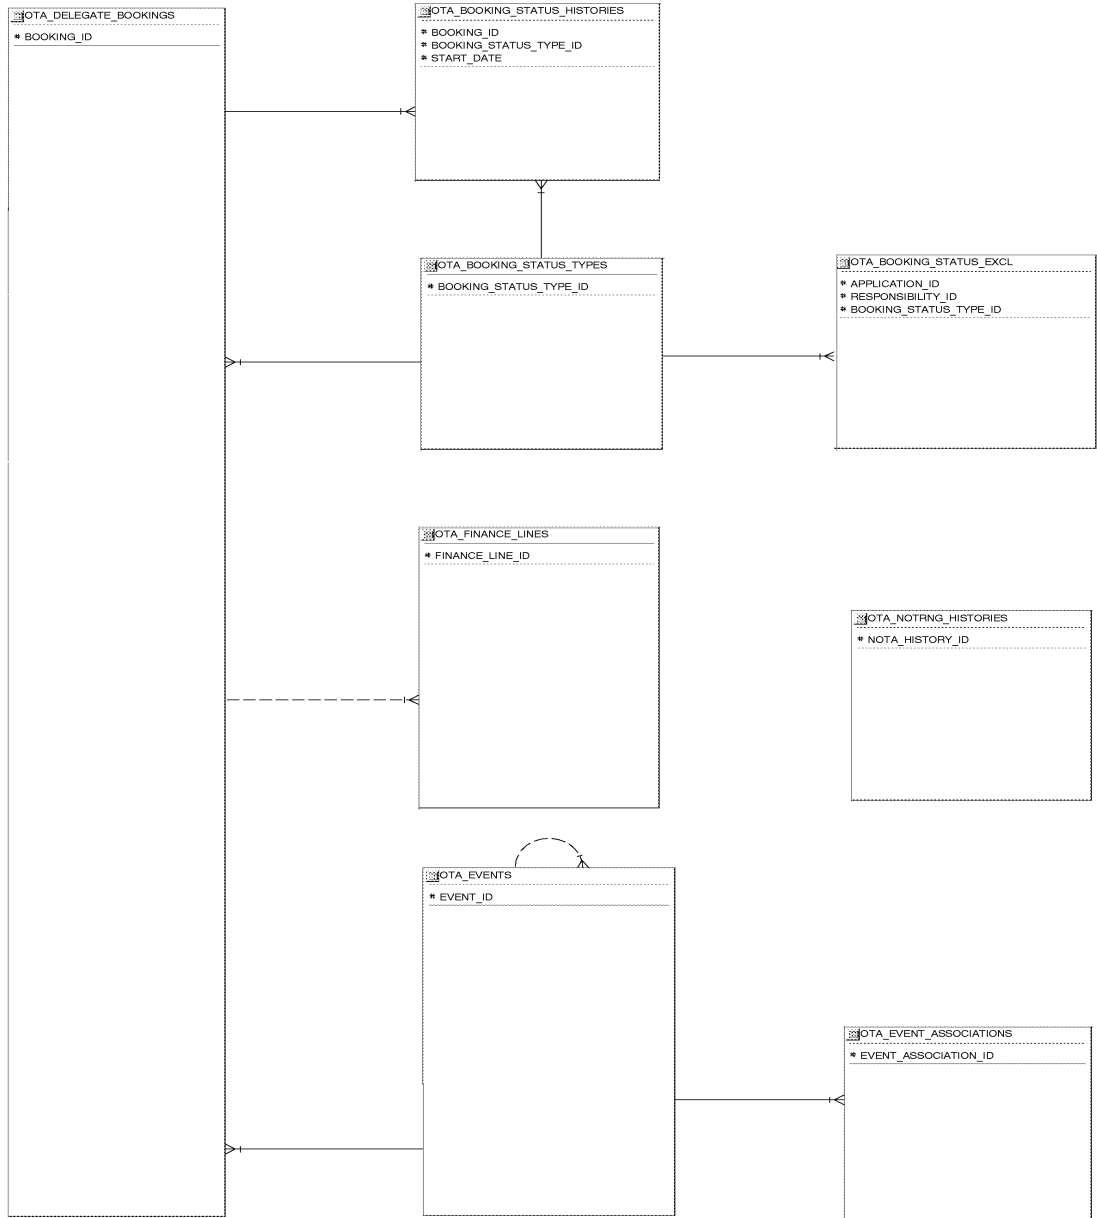 OTA_DELEGATE_BOOKINGS
# BOOKING_ID
OTA_BOOKING_STATUS_HISTORIES
# BOOKING_ID
# BOOKING_STATUS_TYPE_ID
# START_DATE
OTA_BOOKING_STATUS_TYPES
# BOOKING_STATUS_TYPE_ID
OTA_BOOKING_STATUS_EXCL
# APPLICATION_ID
# RESPONSIBILITY_ID
# BOOKING_STATUS_TYPE_ID
OTA_FINANCE_LINES
# FINANCE_LINE_ID
OTA_NOTRNG_HISTORIES
# NOTA_HISTORY_ID
OTA_EVENTS
# EVENT_ID
OTA_EVENT_ASSOCIATIONS
# EVENT_ASSOCIATION_ID